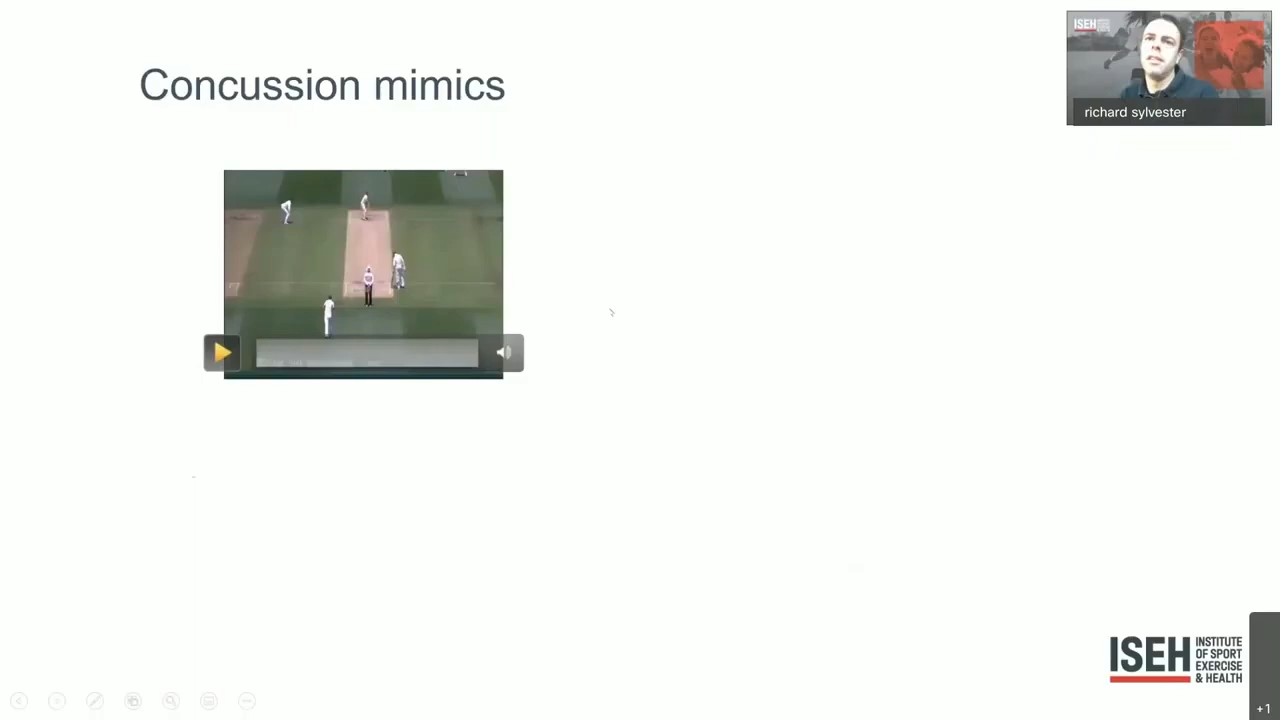 Concussion mimics
ISEH
richard sylvester
ISEH
INSTITUTE
OF SPORT
EXERCISE
& HEALTH
+1